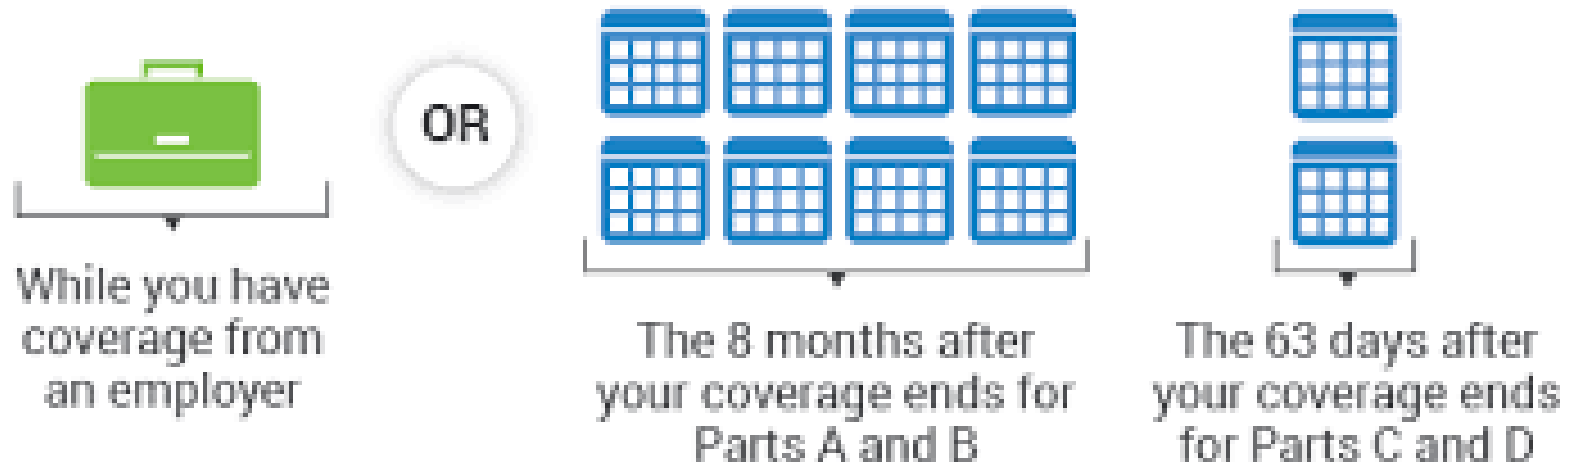 While you have
coverage from
an employer
OR
The 8 months after
your coverage ends for
Parts A and B
The 63 days after
your coverage ends
for Parts C and D